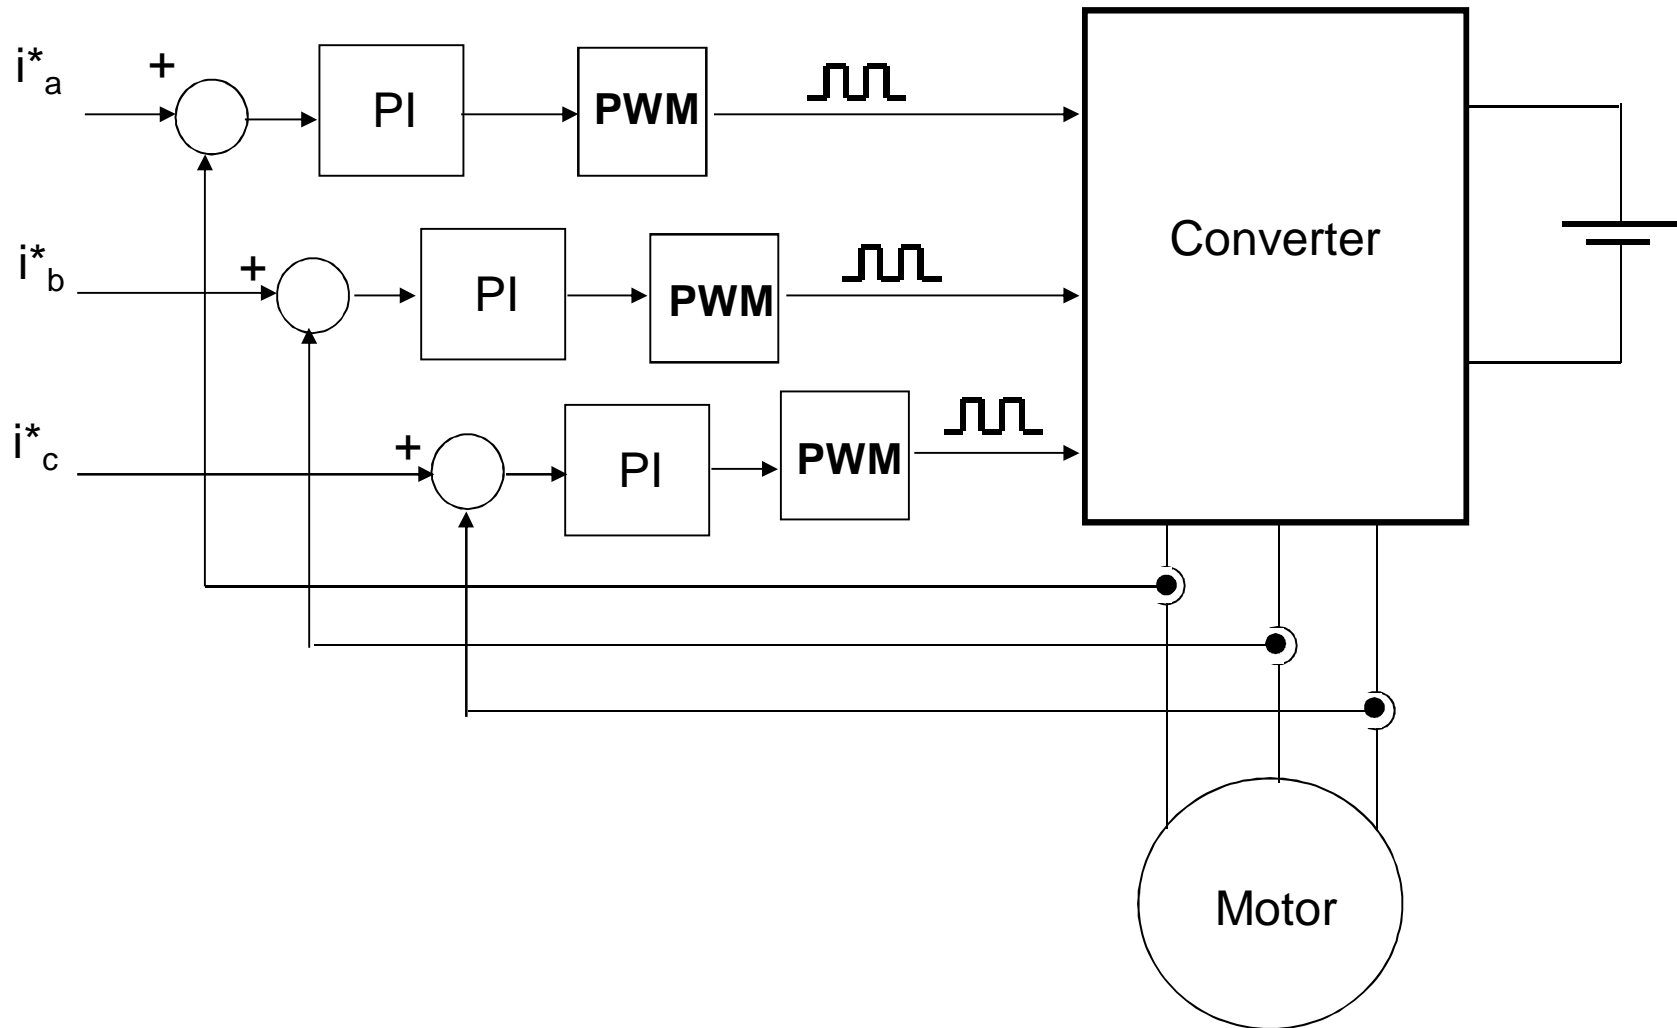 i*a
+
PI
PWM
i*b
+
PI
PWM
Converter
i*c
+
PI
PWM
Motor